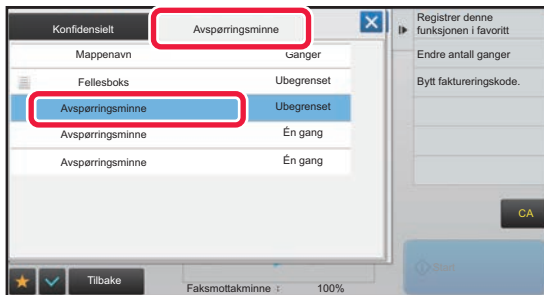 Konfidensielt
Avspørringsminne
Mappenavn Ganger
Fellesboks Ubegrenset
Avspørringsminne Ubegrenset
Avspørringsminne Én gang
Avspørringsminne Én gang
Tilbake
Faksmottakminne : 100%
Registrer denne
funksjonen i favoritt
Endre antall ganger
Bytt faktureringskode.
CA
Start